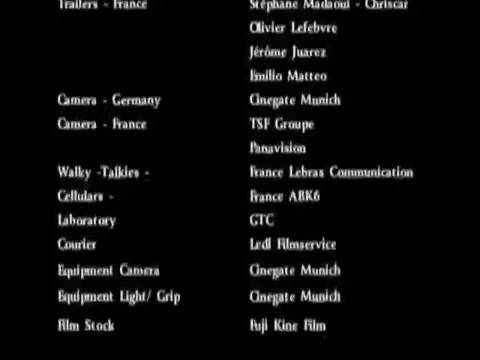 Trailers - France Stéphane Madaoui - Chriscar
Olivier Lefebvre
Jérôme Juarez
Emilio Matteo
Camera - Germany Cinegate Munich
Camera - France TSF Groupe
Panavision
Walky -Talkies - France Lebras Communication
Cellulars - France ABK6
Laboratory GTC
Courier Ledl Filmservice
Equipment Camera Cinegate Munich
Equipment Light/ Grip Cinegate Munich
Film Stock Fuji Kine Film